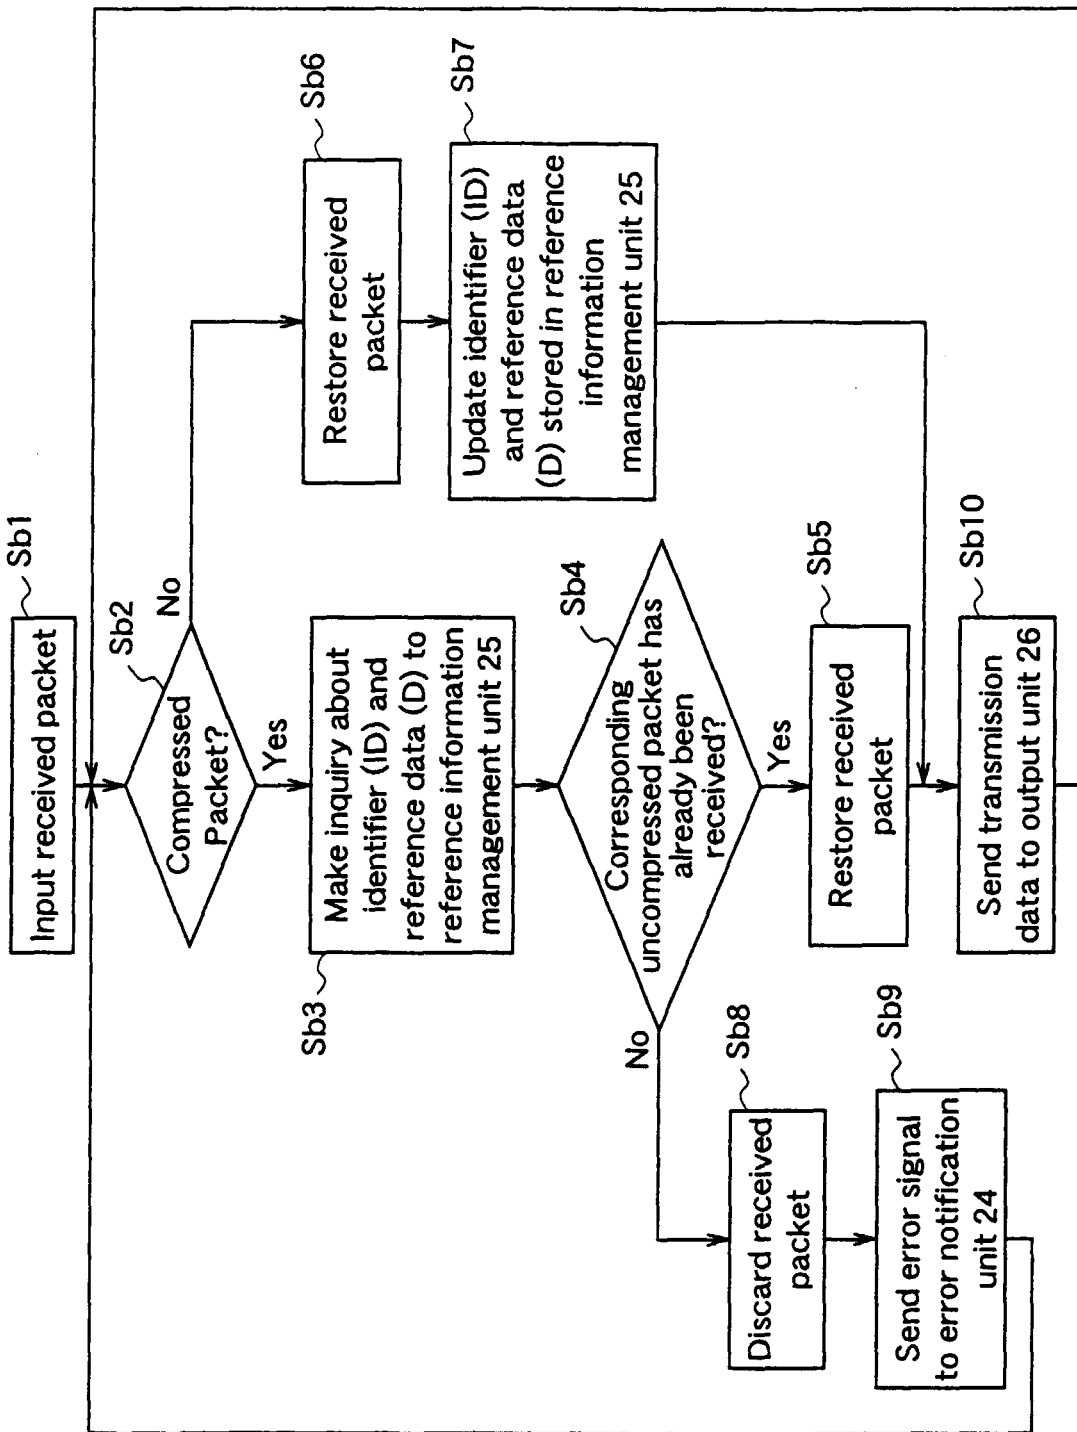 Input received packet
Sb1
Sb2
Compressed
Packet?
No
Yes
Sb3
Make inquiry about
identifier (ID) and
reference data (D) to
reference information
management unit 25
Sb4
Corresponding
uncompressed packet has
already been
received?
No
Yes
Sb5
Restore received
packet
Sb6
Restore received
packet
Sb7
Update identifier (ID)
and reference data
(D) stored in reference
information
management unit 25
Sb8
Discard received
packet
Sb9
Send error signal
to error notification
unit 24
Sb10
Send transmission
data to output unit 26